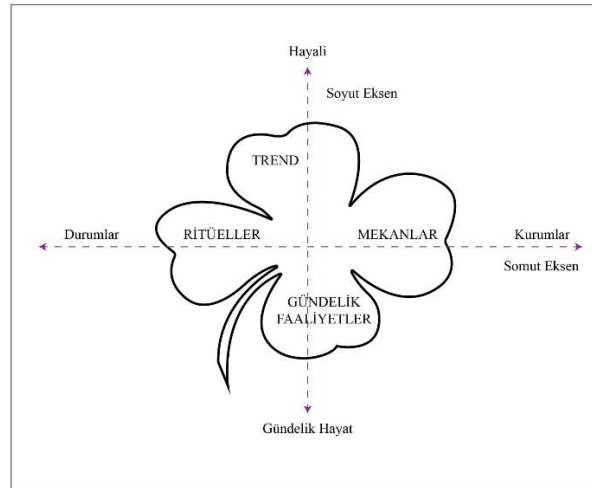 Hayali
Soyut Eksen
TREND
Durumlar
RİTÜELLER
MEKANLAR
Kurumlar
Somut Eksen
GÜNDELİK
FAALİYETLER
Gündelik Hayat